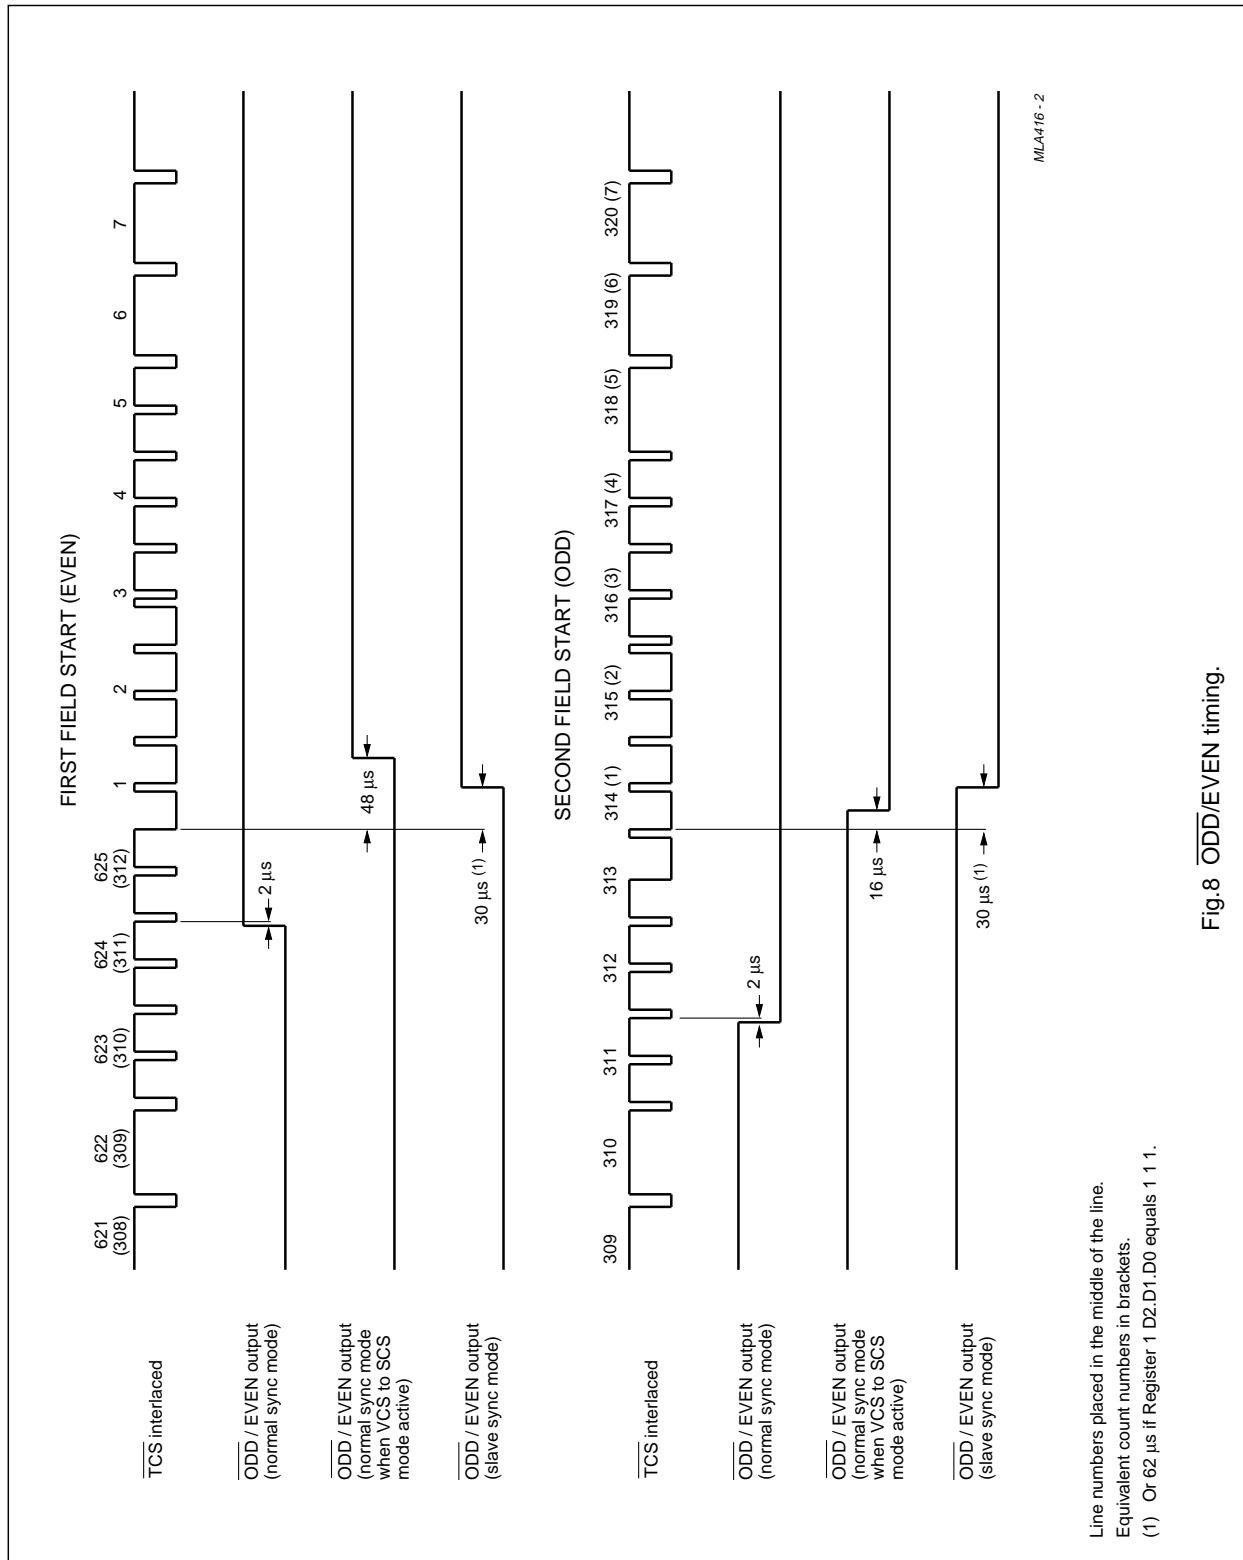 FIRST FIELD START (EVEN)
621 622 623 624 625 1 2 3 4 5 6 7
(308) (309) (310) (311) (312)
TCS interlaced
ODD / EVEN output
(normal sync mode)
2 µs
ODD / EVEN output
(normal sync mode
when VCS to SCS
mode active)
48 µs
ODD / EVEN output
(slave sync mode)
30 µs (1)
SECOND FIELD START (ODD)
309 310 311 312 313 314 (1) 315 (2) 316 (3) 317 (4) 318 (5) 319 (6) 320 (7)
TCS interlaced
ODD / EVEN output
(normal sync mode)
2 µs
ODD / EVEN output
(normal sync mode
when VCS to SCS
mode active)
16 µs
ODD / EVEN output
(slave sync mode)
30 µs (1)
MLA416 - 2
Line numbers placed in the middle of the line.
Equivalent count numbers in brackets.
(1) Or 62 µs if Register 1 D2.D1.D0 equals 1 1 1.
Fig.8 ODD/EVEN timing.